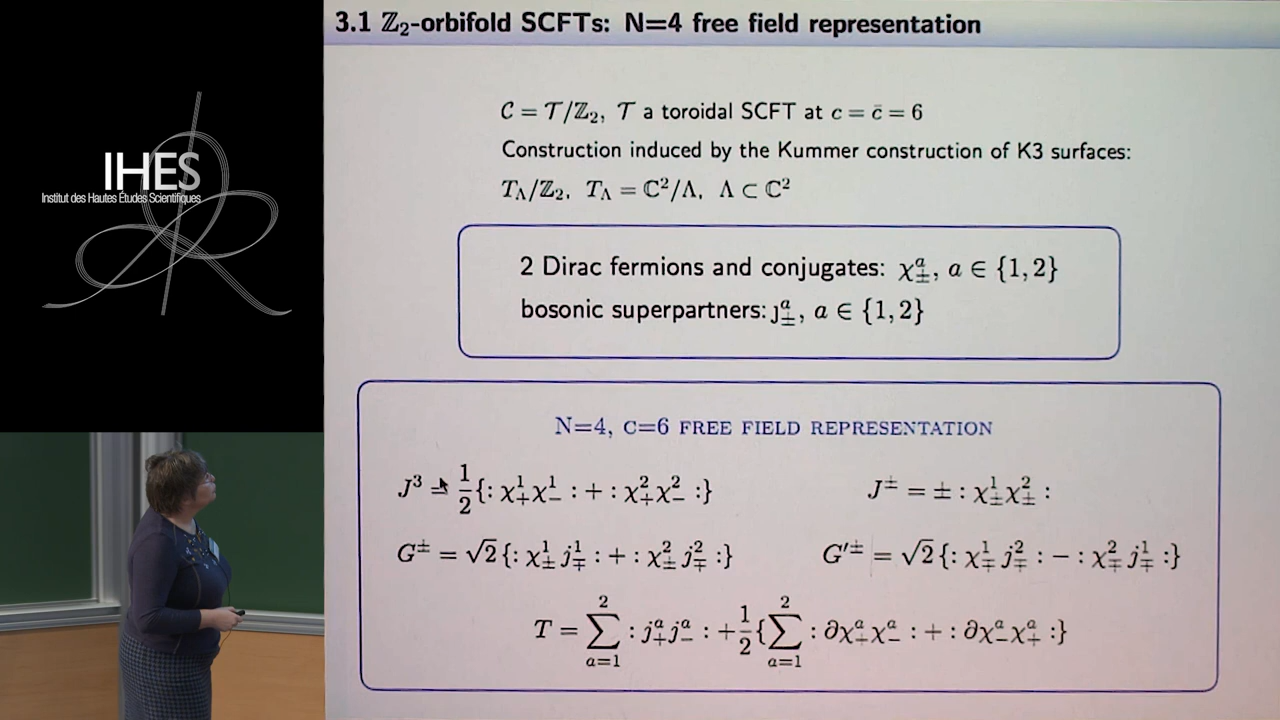 3.1 ℤ₂-orbifold SCFTs: N=4 free field representation
IHES
Institut des Hautes Études Scientifiques
𝒞 = 𝒯/ℤ₂, 𝒯 a toroidal SCFT at c = c̄ = 6
Construction induced by the Kummer construction of K3 surfaces:
T_Λ/ℤ₂, T_Λ = ℂ²/Λ, Λ ⊂ ℂ²
2 Dirac fermions and conjugates: χ^a_±, a ∈ {1, 2}
bosonic superpartners: ȷ^a_±, a ∈ {1, 2}
N=4, C=6 FREE FIELD REPRESENTATION
J³ = 1/2 {: χ¹₊χ¹₋ : + : χ²₊χ²₋ :} J^± = ± : χ¹_±χ²_± :
G^± = √2{: χ¹_± j¹_∓ : + : χ²_± j²_∓ :} G′^± = √2{: χ¹_∓ j²_∓ : − : χ²_∓ j¹_∓ :}
T = ∑_{a=1}^{2} : j^a₊j^a₋ : + 1/2 {∑_{a=1}^{2} : ∂χ^a₊χ^a₋ : + : ∂χ^a₋χ^a₊ :}